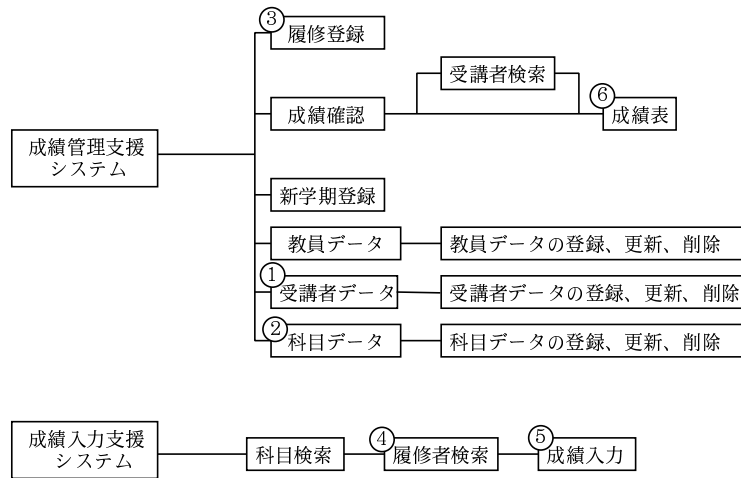 ③
履修登録
受講者検索
⑥
成績確認
成績表
成績管理支援
システム
新学期登録
教員データ
教員データの登録、更新、削除
①
受講者データ
受講者データの登録、更新、削除
②
科目データ
科目データの登録、更新、削除
成績入力支援
システム
科目検索
④
履修者検索
⑤
成績入力